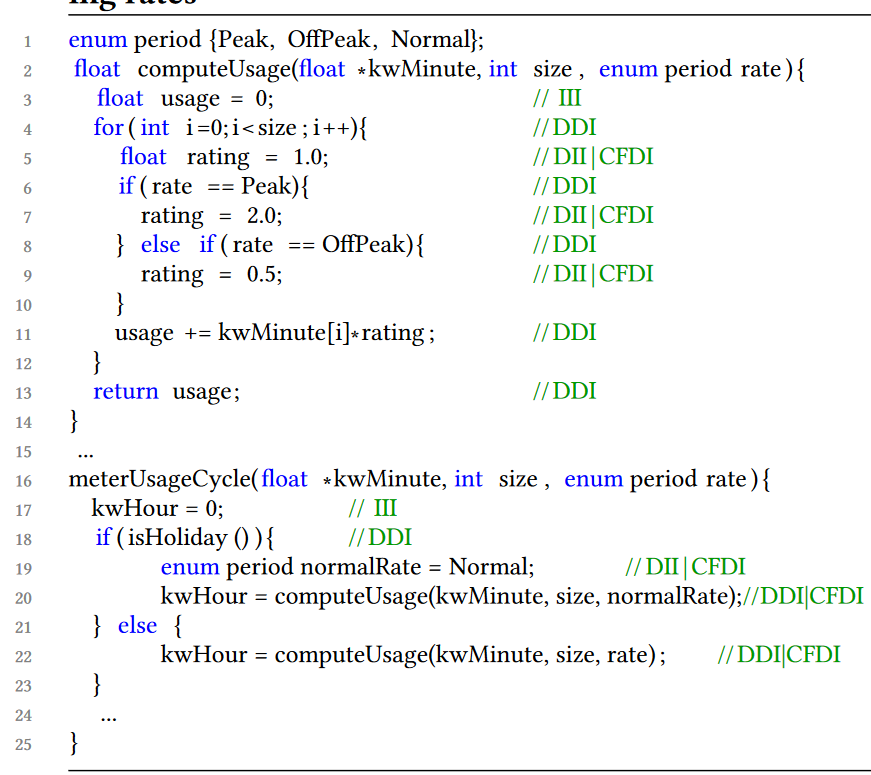 ing rates
1 enum period {Peak, OffPeak, Normal};
2 float computeUsage(float *kwMinute, int size, enum period rate){
3 float usage = 0; // III
4 for(int i=0;i<size;i++){ //DDI
5 float rating = 1.0; //DII|CFDI
6 if(rate == Peak){ //DDI
7 rating = 2.0; //DII|CFDI
8 } else if(rate == OffPeak){ //DDI
9 rating = 0.5; //DII|CFDI
10 }
11 usage += kwMinute[i]*rating; //DDI
12 }
13 return usage; //DDI
14 }
15 ...
16 meterUsageCycle(float *kwMinute, int size, enum period rate){
17 kwHour = 0; // III
18 if(isHoliday()){ //DDI
19 enum period normalRate = Normal; //DII|CFDI
20 kwHour = computeUsage(kwMinute, size, normalRate);//DDI|CFDI
21 } else {
22 kwHour = computeUsage(kwMinute, size, rate); //DDI|CFDI
23 }
24 ...
25 }